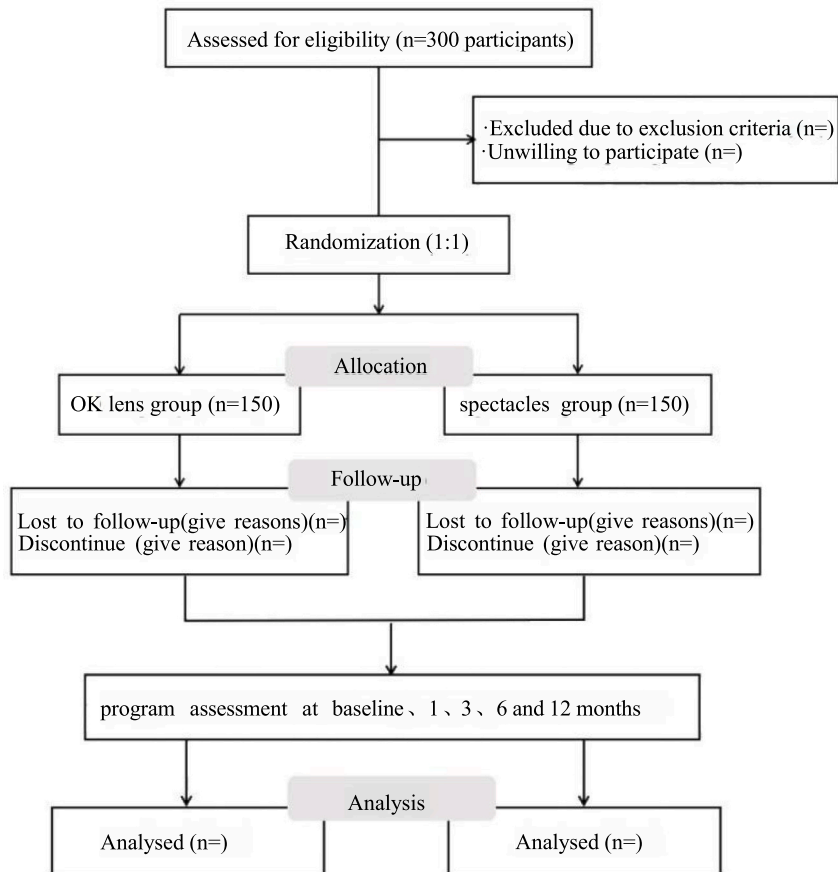 Assessed for eligibility (n=300 participants)
·Excluded due to exclusion criteria (n=)
·Unwilling to participate (n=)
Randomization (1:1)
Allocation
OK lens group (n=150)
spectacles group (n=150)
Follow-up
Lost to follow-up(give reasons)(n=)
Discontinue (give reason)(n=)
Lost to follow-up(give reasons)(n=)
Discontinue (give reason)(n=)
program assessment at baseline、1、3、6 and 12 months
Analysis
Analysed (n=)
Analysed (n=)